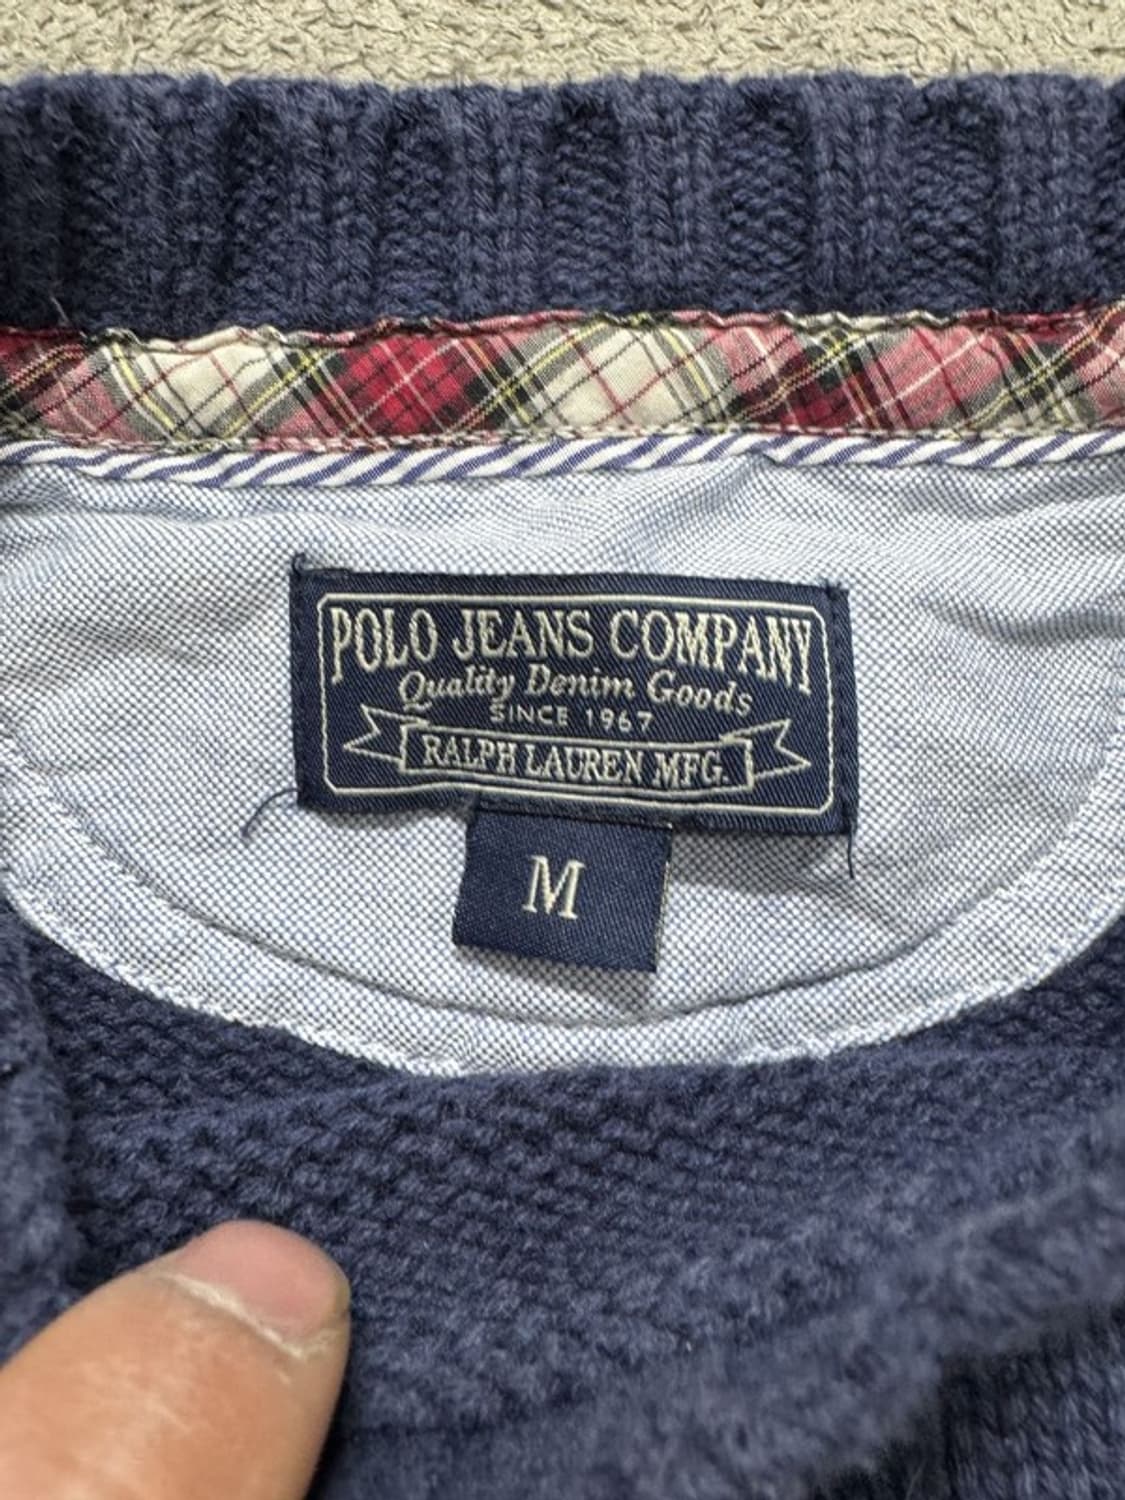 POLO JEANS COMPANY
Quality Denim Goods
SINCE 1967
RALPH LAUREN MFG.
M